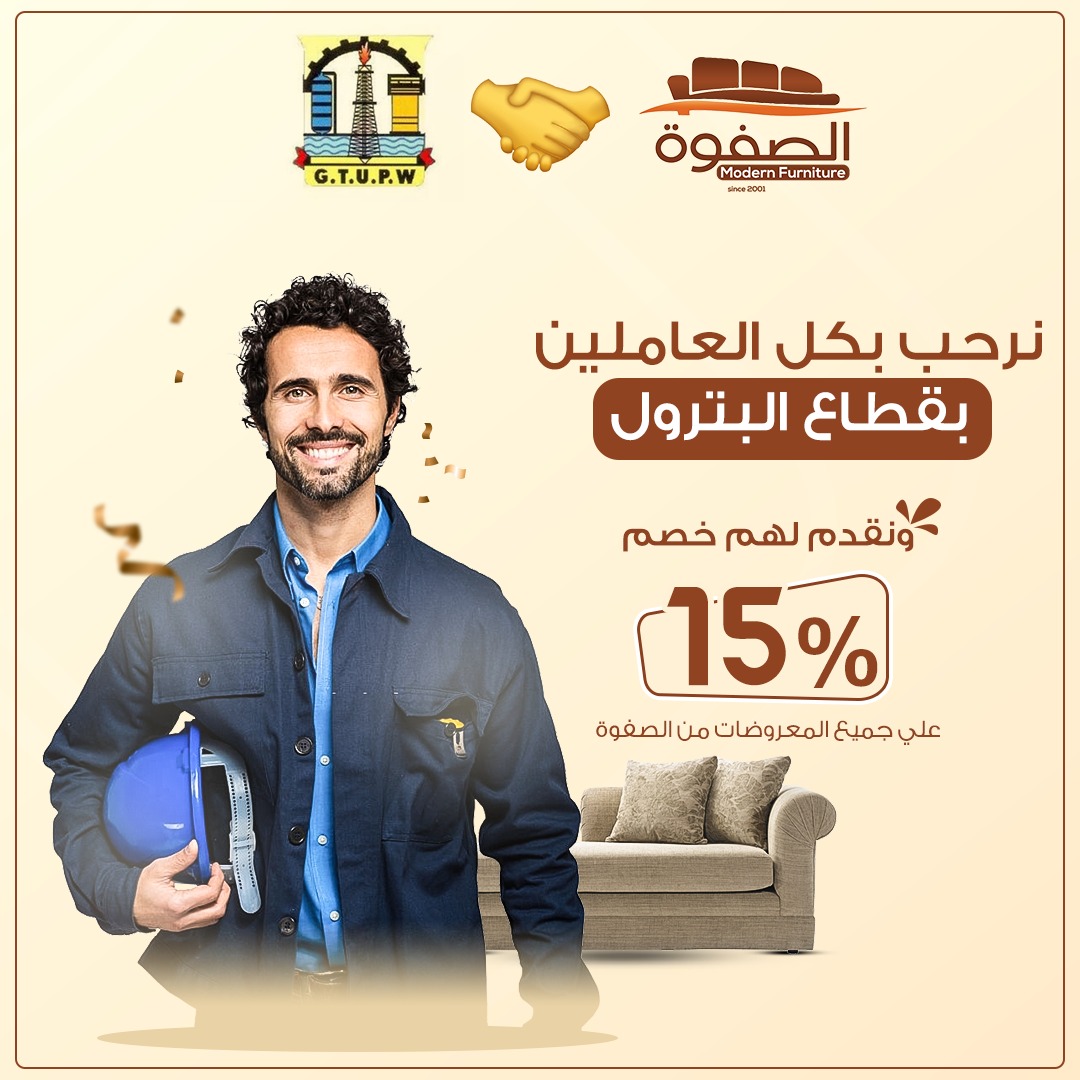 G.T.U.P.W
الصفوة
Modern Furniture
since 2001
نرحب بكل العاملين
بقطاع البترول
ونقدم لهم خصم
15%
علي جميع المعروضات من الصفوة